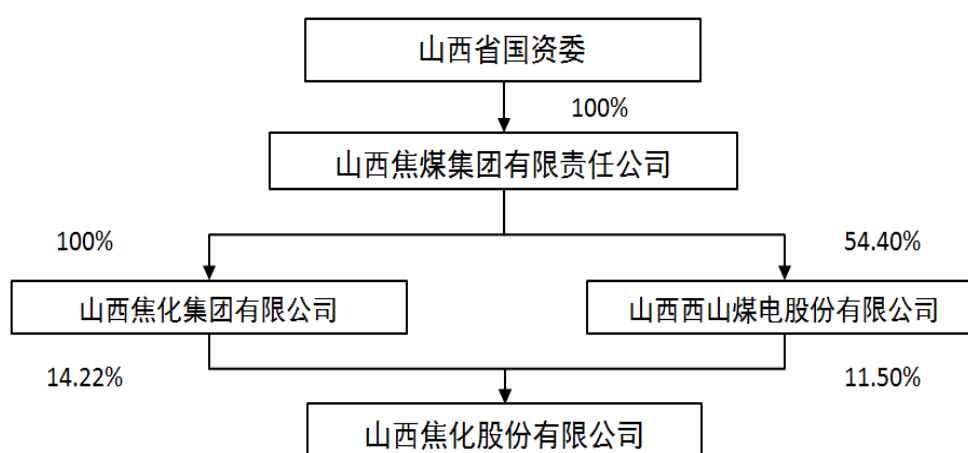 山西省国资委
100%
山西焦煤集团有限责任公司
100%
54.40%
山西焦化集团有限公司
山西西山煤电股份有限公司
14.22%
11.50%
山西焦化股份有限公司